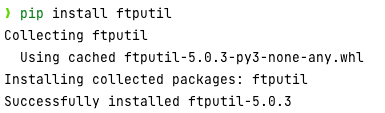 ❯ pip install ftputil
Collecting ftputil
  Using cached ftputil-5.0.3-py3-none-any.whl
Installing collected packages: ftputil
Successfully installed ftputil-5.0.3